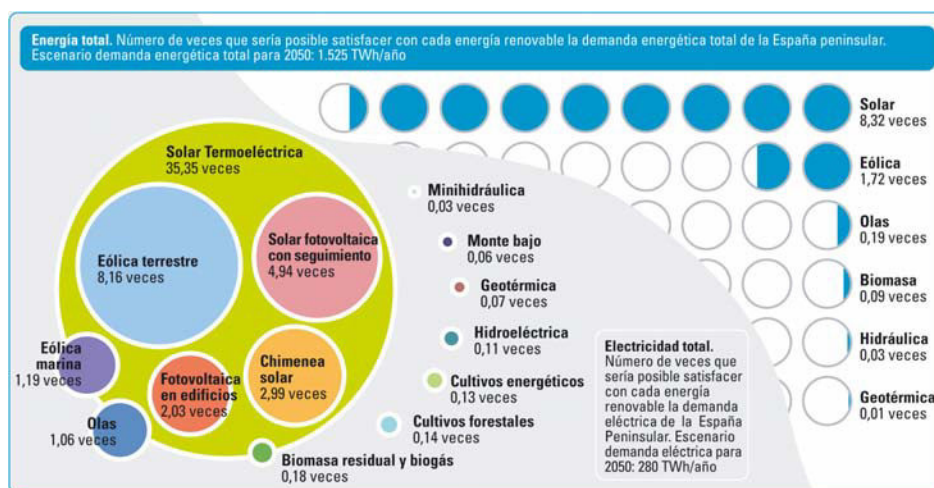 Energía total. Número de veces que sería posible satisfacer con cada energía renovable la demanda energética total de la España peninsular.
Escenario demanda energética total para 2050: 1.525 TWh/año
Solar
8,32 veces
Eólica
1,72 veces
Olas
0,19 veces
Biomasa
0,09 veces
Hidráulica
0,03 veces
Geotérmica
0,01 veces
Solar Termoeléctrica
35,35 veces
Eólica terrestre
8,16 veces
Solar fotovoltaica
con seguimiento
4,94 veces
Eólica
marina
1,19 veces
Fotovoltaica
en edificios
2,03 veces
Chimenea
solar
2,99 veces
Olas
1,06 veces
Minihidráulica
0,03 veces
Monte bajo
0,06 veces
Geotérmica
0,07 veces
Hidroeléctrica
0,11 veces
Cultivos energéticos
0,13 veces
Cultivos forestales
0,14 veces
Biomasa residual y biogás
0,18 veces
Electricidad total.
Número de veces que
sería posible satisfacer
con cada energía
renovable la demanda
eléctrica de la España
Peninsular. Escenario
demanda eléctrica para
2050: 280 TWh/año